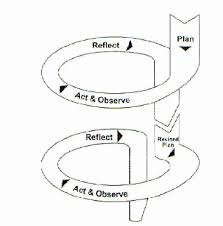 Plan
Reflect
Act & Observe
Reflect
Revised
Plan
Act & Observe